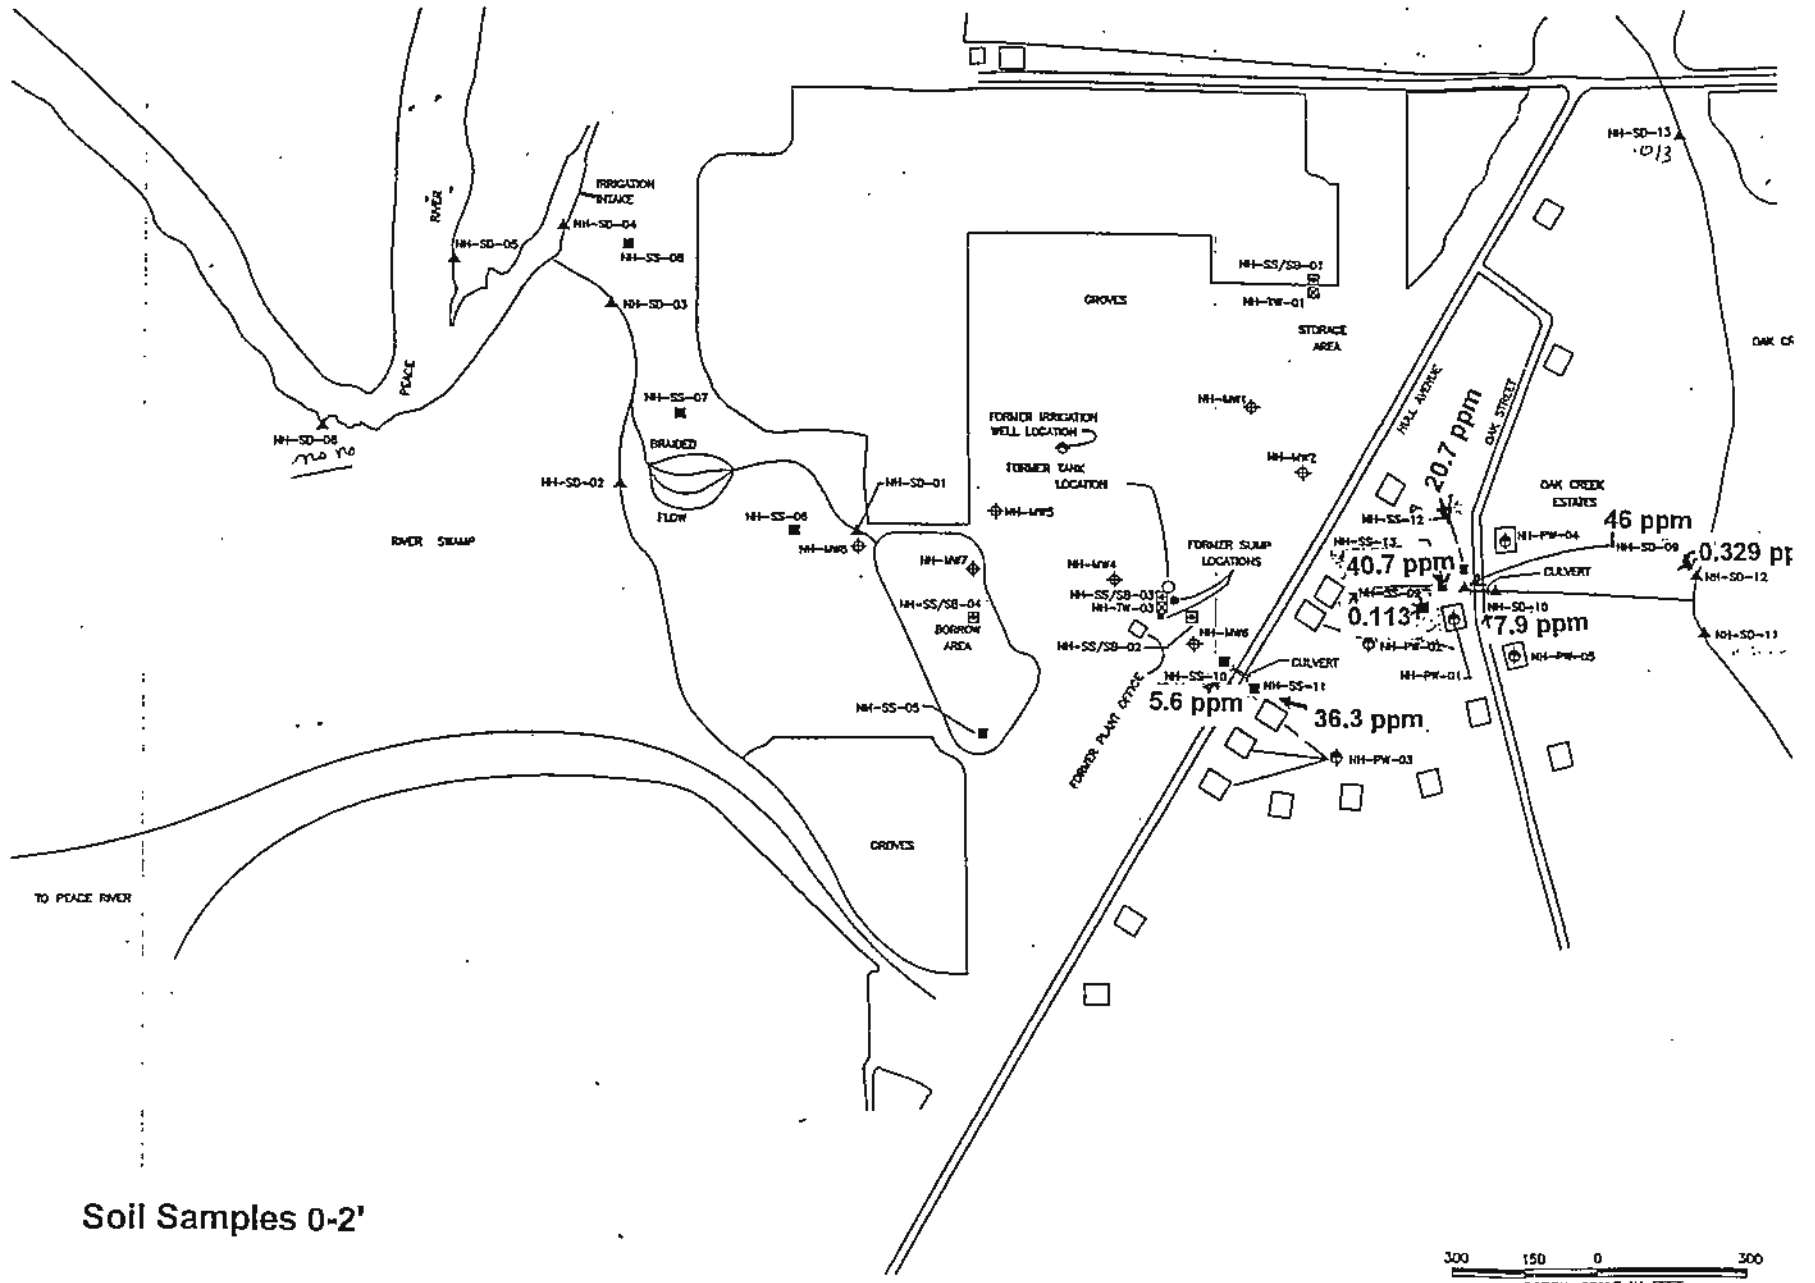 NH-SD-13
.013
IRRIGATION
INTAKE
RIVER
NH-SD-04
NH-SD-05
NH-SS-08
NH-SS/SB-01
NH-SD-03
GROVES
NH-TW-01
STORAGE
AREA
PEACE
HULL AVENUE
OAK STREET
20.7 ppm
NH-SS-07
NH-MW1
FORMER IRRIGATION
WELL LOCATION
NH-SD-06
no no
BRAIDED
FLOW
NH-MW2
FORMER TANK
LOCATION
NH-SD-02
NH-SD-01
OAK CREEK
ESTATES
NH-SS-06
NH-MW5
NH-SS-12
46 ppm
RIVER SWAMP
NH-PW-04
NH-SD-09
FORMER SUMP
LOCATIONS
NH-SS-13
0.329 pp
NH-MW7
NH-MW4
40.7 ppm
CULVERT
NH-SD-12
NH-SS/SB-03
NH-TW-03
NH-SS-09
NH-SS/SB-04
BORROW
AREA
0.113
NH-SD-10
7.9 ppm
NH-SD-11
NH-MW6
NH-SS/SB-02
NH-PW-02
NH-PW-05
CULVERT
NH-PW-01
NH-SS-10
NH-SS-11
5.6 ppm
36.3 ppm
NH-SS-05
FORMER PLANT OFFICE
NH-PW-03
GROVES
TO PEACE RIVER
Soil Samples 0-2'
300 150 0 300